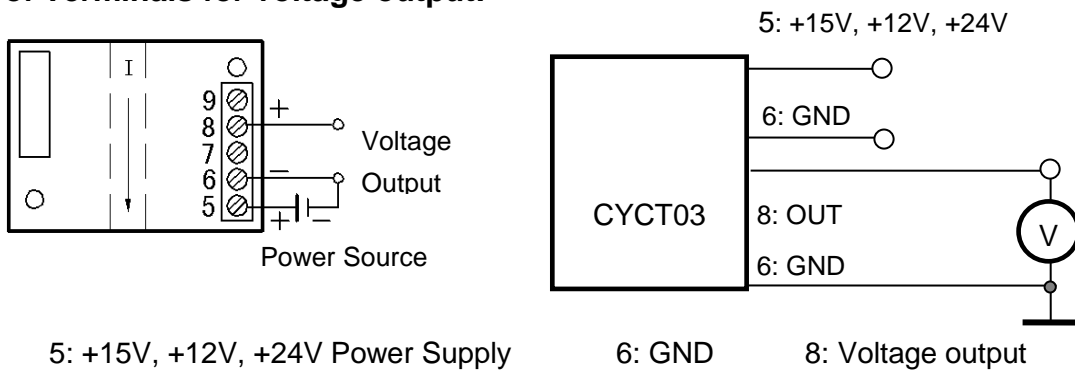 5: +15V, +12V, +24V
I
9
8
7
6
5
+
Voltage
−
Output
+
−
Power Source
6: GND
CYCT03
8: OUT
6: GND
V
5: +15V, +12V, +24V Power Supply 6: GND 8: Voltage output